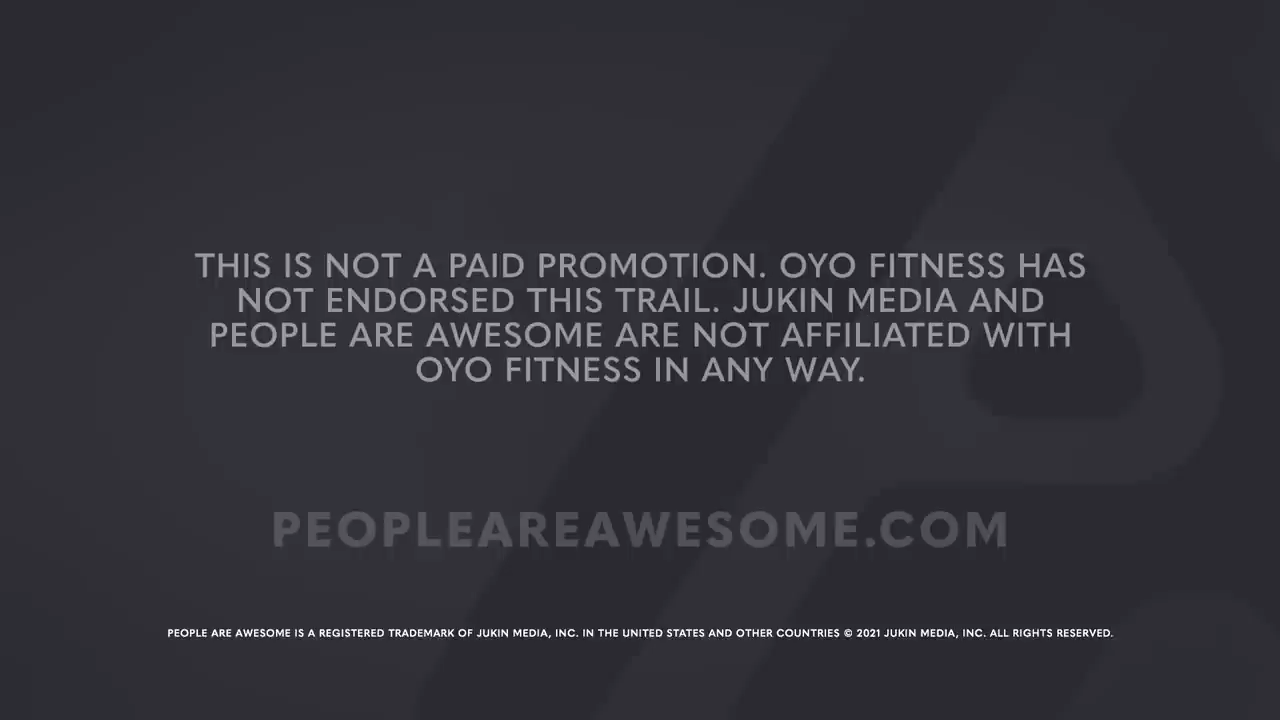 THIS IS NOT A PAID PROMOTION. OYO FITNESS HAS
NOT ENDORSED THIS TRAIL. JUKIN MEDIA AND
PEOPLE ARE AWESOME ARE NOT AFFILIATED WITH
OYO FITNESS IN ANY WAY.
PEOPLEAREAWESOME.COM
PEOPLE ARE AWESOME IS A REGISTERED TRADEMARK OF JUKIN MEDIA, INC. IN THE UNITED STATES AND OTHER COUNTRIES © 2021 JUKIN MEDIA, INC. ALL RIGHTS RESERVED.